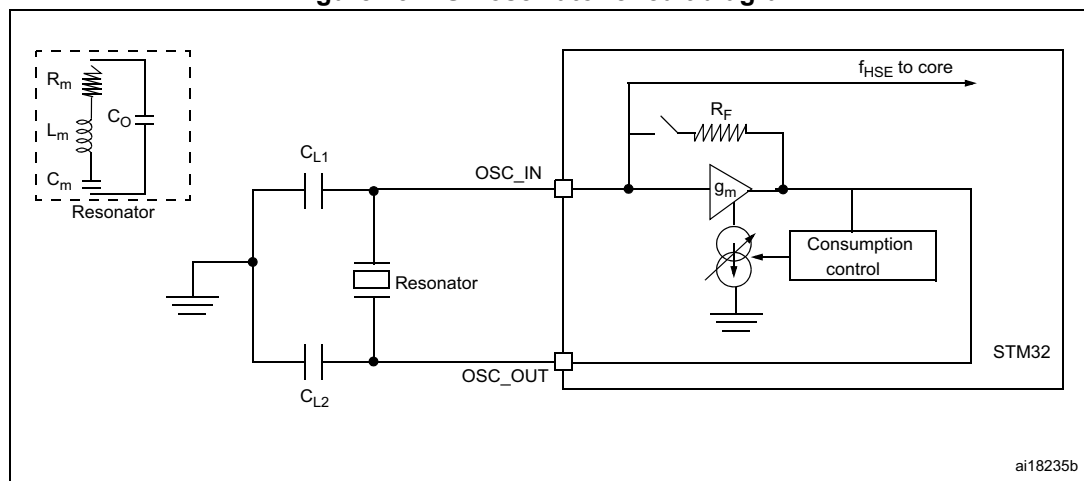 R_m
L_m
C_O
C_m
Resonator
C_L1
C_L2
Resonator
OSC_IN
OSC_OUT
f_HSE to core
R_F
g_m
Consumption
control
STM32
ai18235b